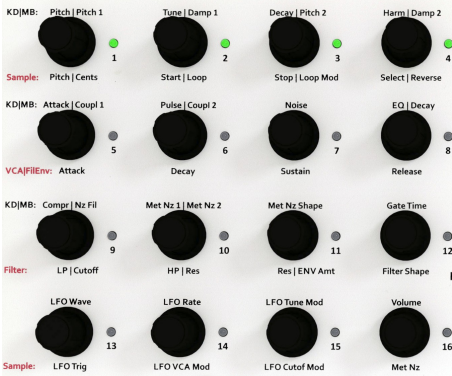 KD|MB: Pitch | Pitch 1 Tune | Damp 1 Decay | Pitch 2 Harm | Damp 2
1 2 3 4
Sample: Pitch | Cents Start | Loop Stop | Loop Mod Select | Reverse
KD|MB: Attack | Coupl 1 Pulse | Coupl 2 Noise EQ | Decay
5 6 7 8
VCA|FilEnv: Attack Decay Sustain Release
KD|MB: Compr | Nz Fil Met Nz 1 | Met Nz 2 Met Nz Shape Gate Time
9 10 11 12
Filter: LP | Cutoff HP | Res Res | ENV Amt Filter Shape
LFO Wave LFO Rate LFO Tune Mod Volume
13 14 15 16
Sample: LFO Trig LFO VCA Mod LFO Cutof Mod Met Nz